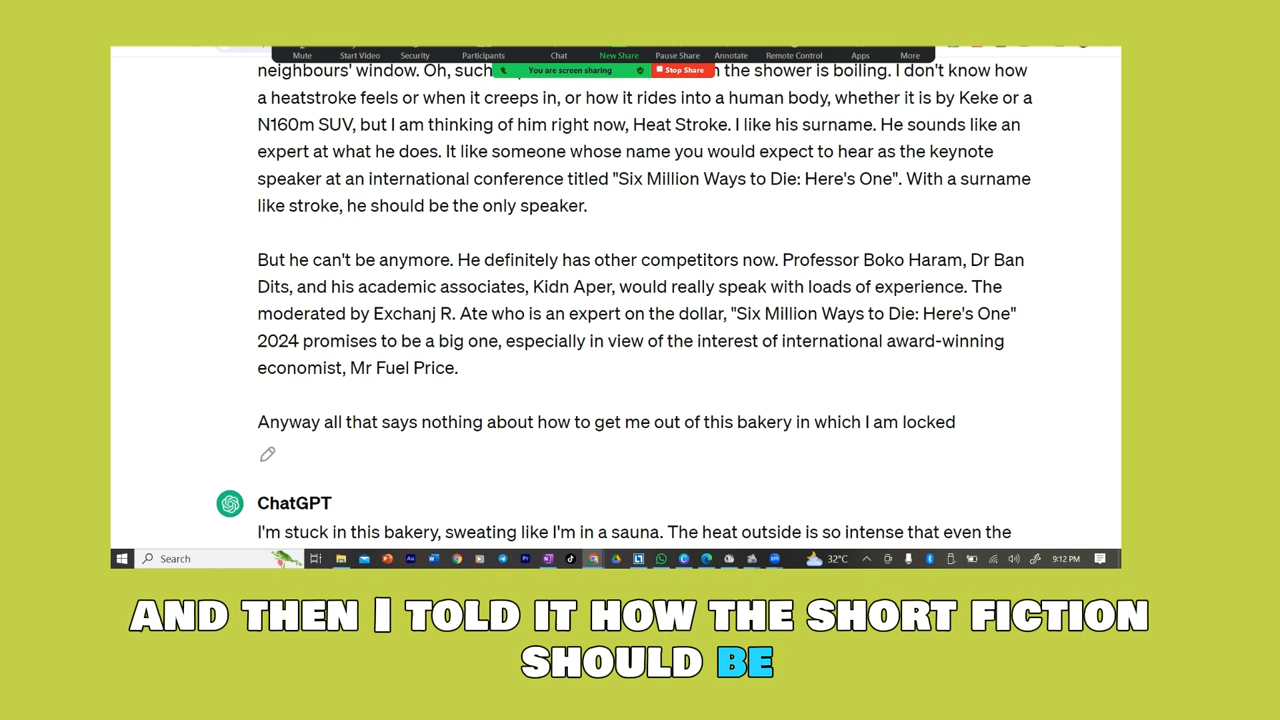 Mute Start Video Security Participants Chat New Share Pause Share Annotate Remote Control Apps More
You are screen sharing Stop Share
neighbours' window. Oh, such the shower is boiling. I don't know how
a heatstroke feels or when it creeps in, or how it rides into a human body, whether it is by Keke or a
N160m SUV, but I am thinking of him right now, Heat Stroke. I like his surname. He sounds like an
expert at what he does. It like someone whose name you would expect to hear as the keynote
speaker at an international conference titled "Six Million Ways to Die: Here's One". With a surname
like stroke, he should be the only speaker.
But he can't be anymore. He definitely has other competitors now. Professor Boko Haram, Dr Ban
Dits, and his academic associates, Kidn Aper, would really speak with loads of experience. The
moderated by Exchanj R. Ate who is an expert on the dollar, "Six Million Ways to Die: Here's One"
2024 promises to be a big one, especially in view of the interest of international award-winning
economist, Mr Fuel Price.
Anyway all that says nothing about how to get me out of this bakery in which I am locked
ChatGPT
I'm stuck in this bakery, sweating like I'm in a sauna. The heat outside is so intense that even the
Search 32°C 9:12 PM
AND THEN I TOLD IT HOW THE SHORT FICTION
SHOULD BE